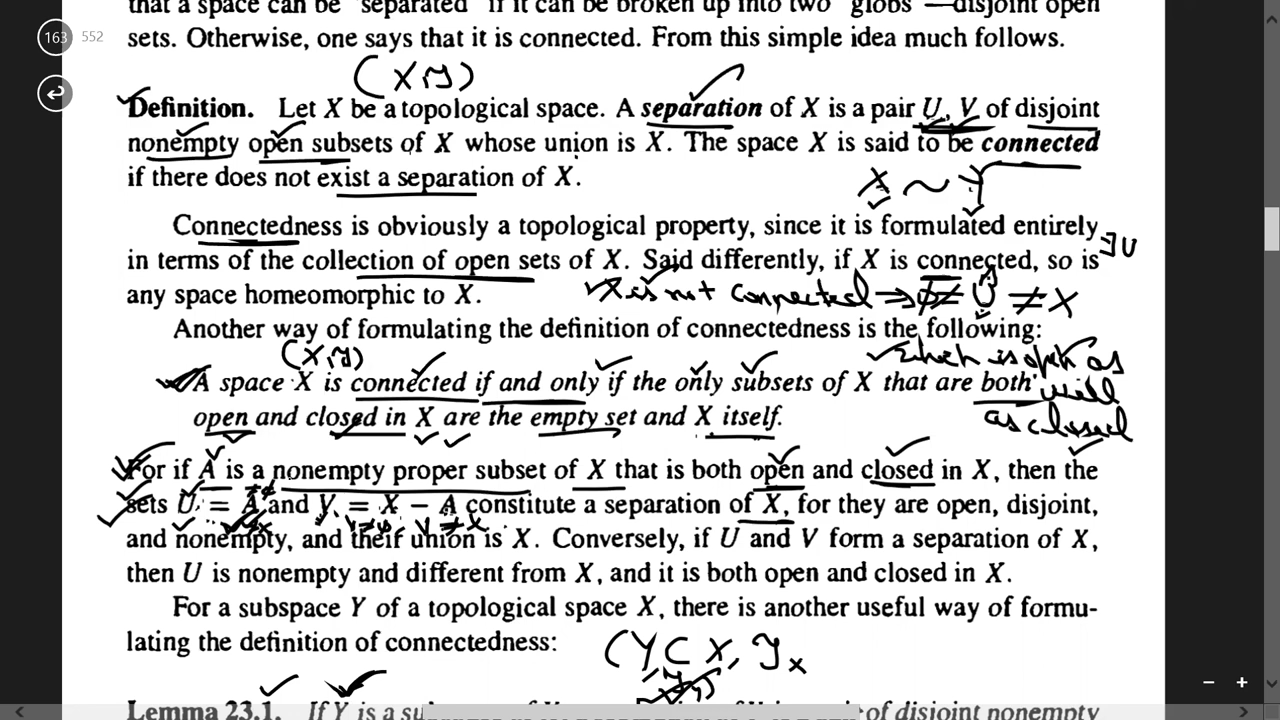 that a space can be "separated" if it can be broken up into two "globs"—disjoint open
163 552
sets. Otherwise, one says that it is connected. From this simple idea much follows.
(X, Y)
Definition. Let X be a topological space. A separation of X is a pair U, V of disjoint
nonempty open subsets of X whose union is X. The space X is said to be connected
if there does not exist a separation of X.
X ~ Y
Connectedness is obviously a topological property, since it is formulated entirely
in terms of the collection of open sets of X. Said differently, if X is connected, so is
∃ U
any space homeomorphic to X.
X is not connected ⇒ ϕ ≠ U ≠ X
Another way of formulating the definition of connectedness is the following:
(X, Y)
which is open as
A space X is connected if and only if the only subsets of X that are both
well
open and closed in X are the empty set and X itself.
as closed
For if A is a nonempty proper subset of X that is both open and closed in X, then the
sets U = A and V = X − A constitute a separation of X, for they are open, disjoint,
and nonempty, and their union is X. Conversely, if U and V form a separation of X,
then U is nonempty and different from X, and it is both open and closed in X.
For a subspace Y of a topological space X, there is another useful way of formu-
lating the definition of connectedness:
(Y ⊂ X,
Lemma 23.1. If Y is a
of disjoint nonempty